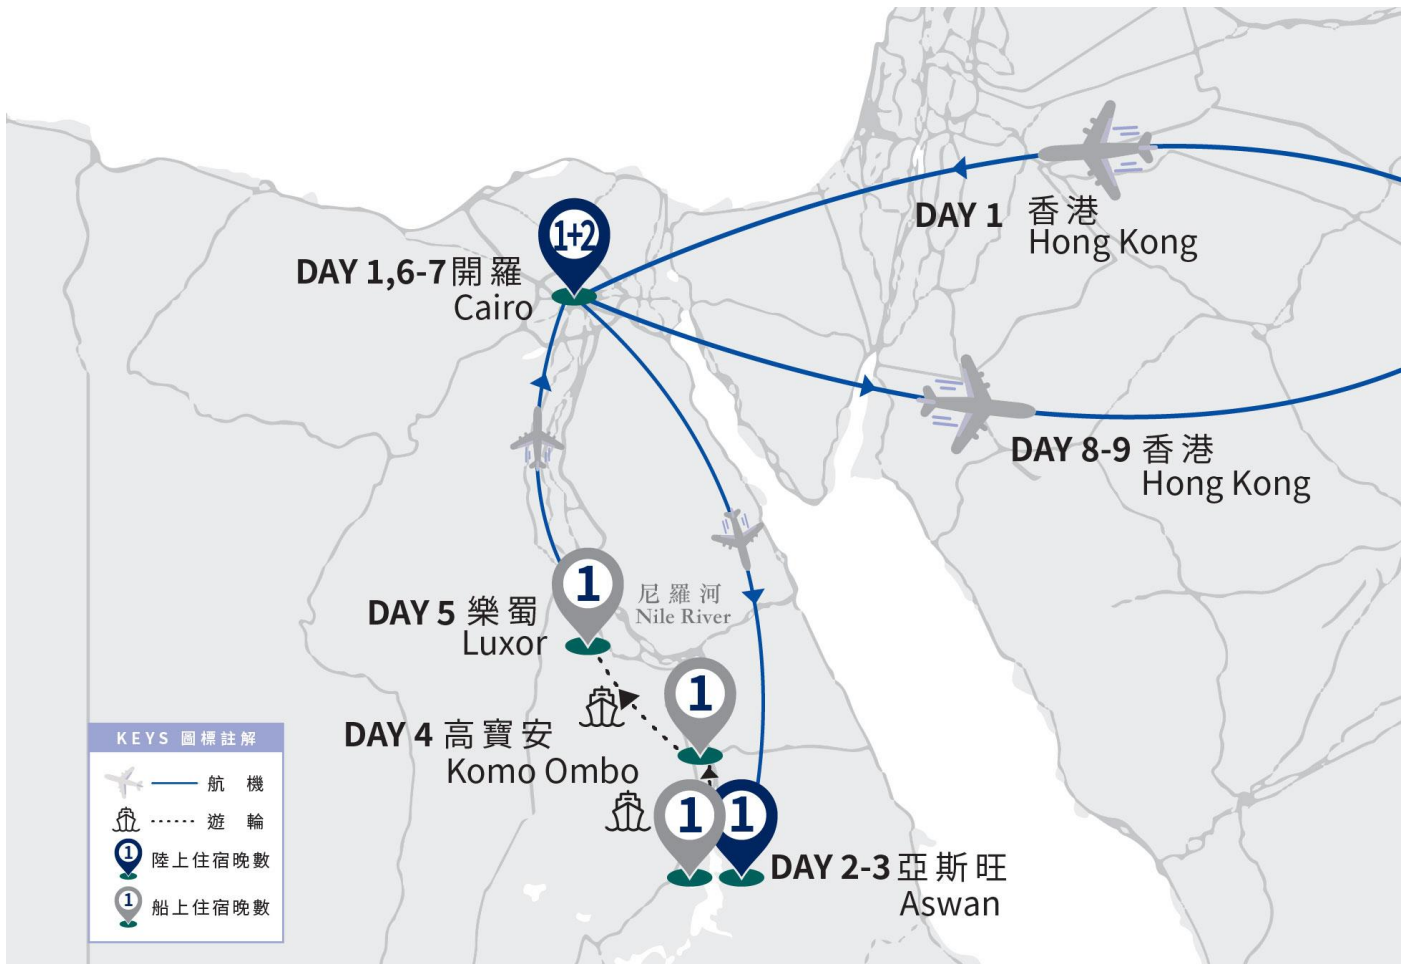 DAY 1 香港
Hong Kong
1+2
DAY 1,6-7 開羅
Cairo
DAY 8-9 香港
Hong Kong
1
DAY 5 樂蜀
Luxor
尼羅河
Nile River
1
DAY 4 高寶安
Komo Ombo
1
1
DAY 2-3 亞斯旺
Aswan
KEYS 圖標註解
航機
遊輪
1 陸上住宿晚數
1 船上住宿晚數